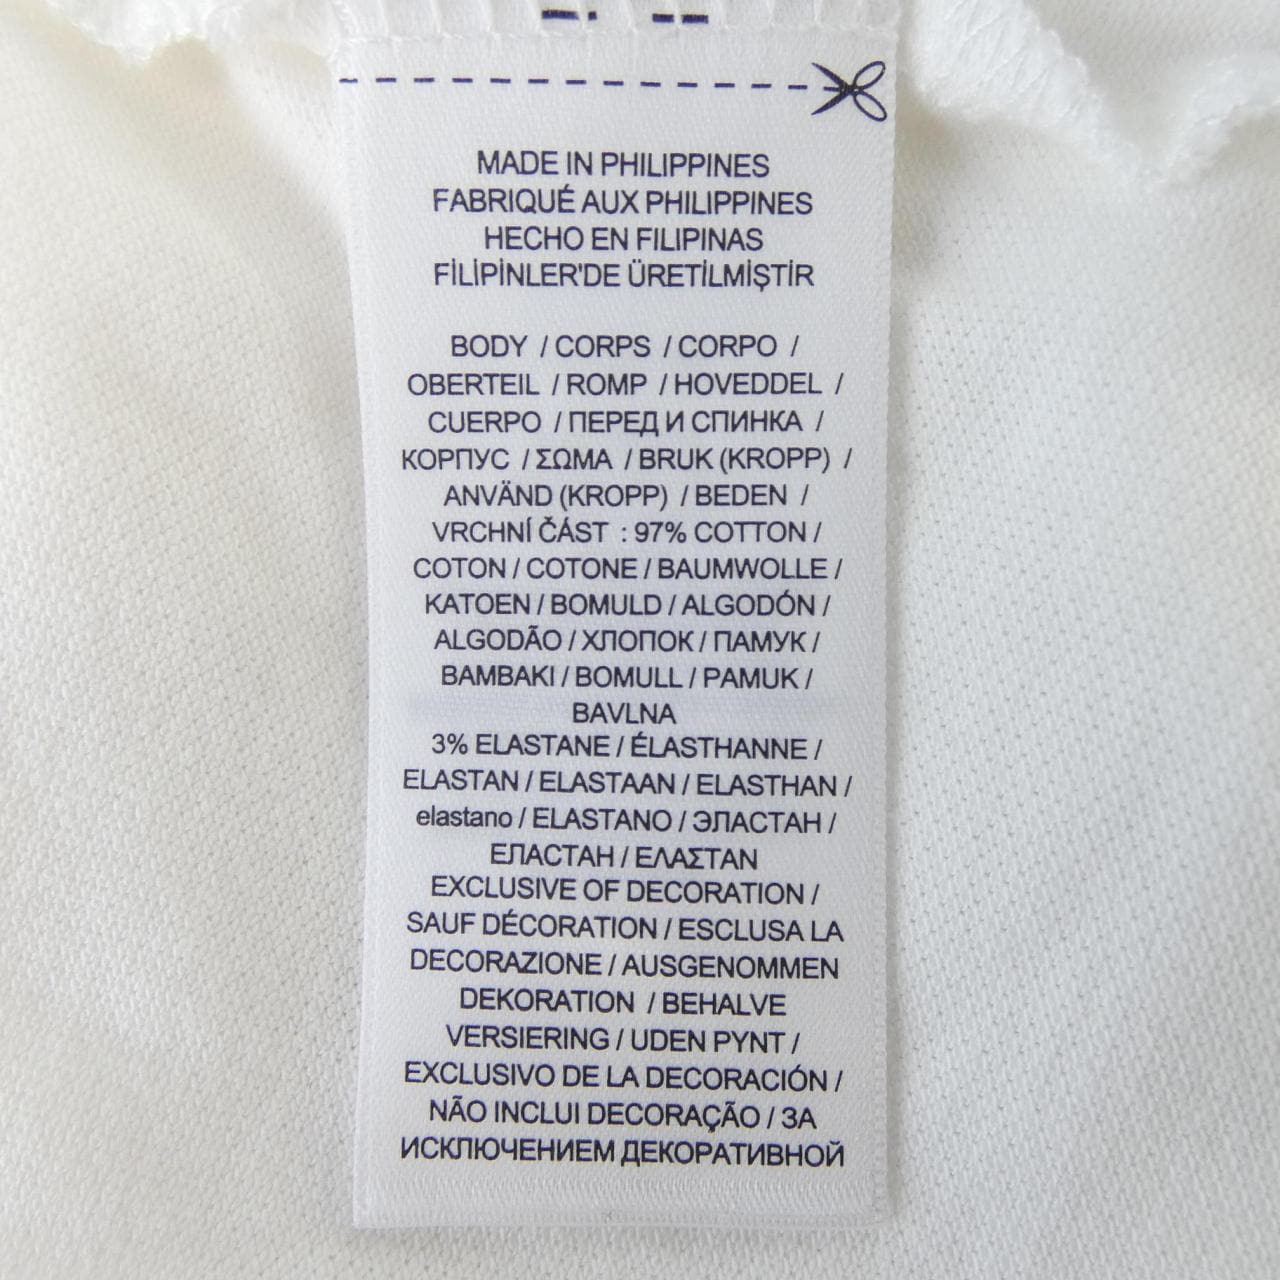 MADE IN PHILIPPINES
FABRIQUÉ AUX PHILIPPINES
HECHO EN FILIPINAS
FİLİPİNLER'DE ÜRETİLMİŞTİR
BODY / CORPS / CORPO /
OBERTEIL / ROMP / HOVEDDEL /
CUERPO / ПЕРЕД И СПИНКА /
КОРПУС / ΣΩΜΑ / BRUK (KROPP) /
ANVÄND (KROPP) / BEDEN /
VRCHNÍ ČÁST : 97% COTTON /
COTON / COTONE / BAUMWOLLE /
KATOEN / BOMULD / ALGODÓN /
ALGODÃO / ХЛОПОК / ПАМУК /
BAMBAKI / BOMULL / PAMUK /
BAVLNA
3% ELASTANE / ÉLASTHANNE /
ELASTAN / ELASTAAN / ELASTHAN /
elastano / ELASTANO / ЭЛАСТАН /
ЕЛАСТАН / ΕΛΑΣΤΑΝ
EXCLUSIVE OF DECORATION /
SAUF DÉCORATION / ESCLUSA LA
DECORAZIONE / AUSGENOMMEN
DEKORATION / BEHALVE
VERSIERING / UDEN PYNT /
EXCLUSIVO DE LA DECORACIÓN /
NÃO INCLUI DECORAÇÃO / ЗА
ИСКЛЮЧЕНИЕМ ДЕКОРАТИВНОЙ